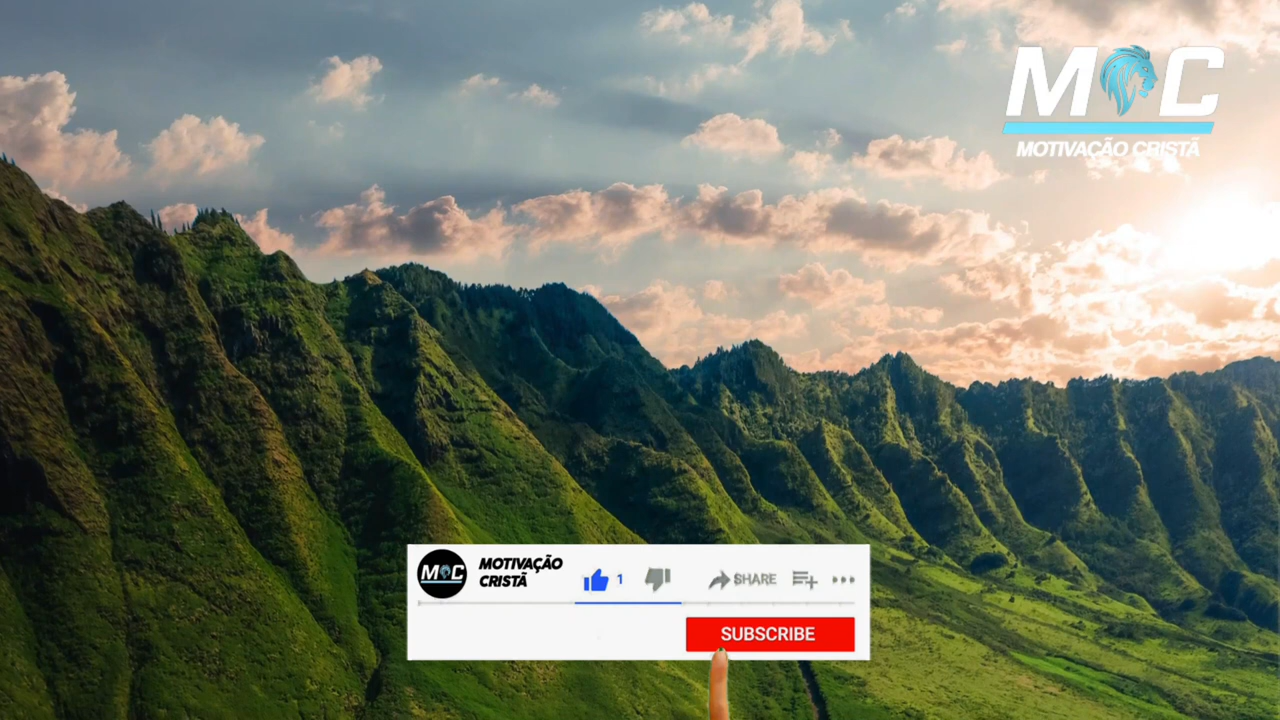 MC
MOTIVAÇÃO CRISTÃ
MC
MOTIVAÇÃO
CRISTÃ
1
SHARE
SUBSCRIBE